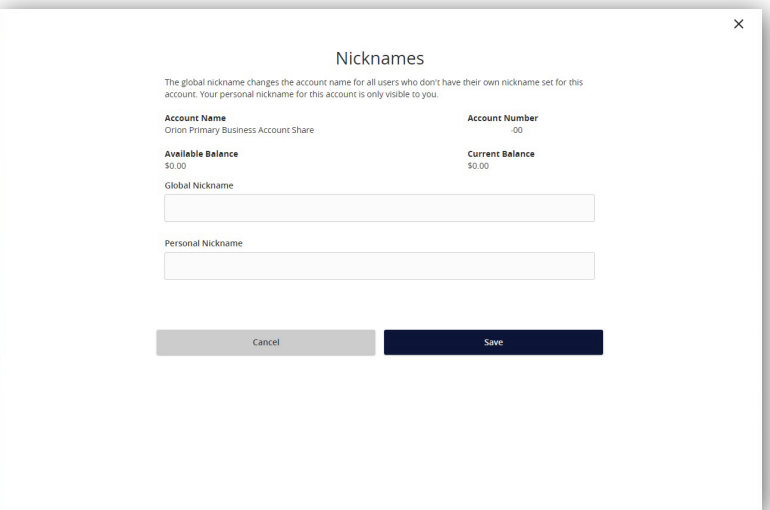 Nicknames
The global nickname changes the account name for all users who don't have their own nickname set for this
account. Your personal nickname for this account is only visible to you.
Account Name
Orion Primary Business Account Share
Account Number
-00
Available Balance
$0.00
Current Balance
$0.00
Global Nickname
Personal Nickname
Cancel
Save